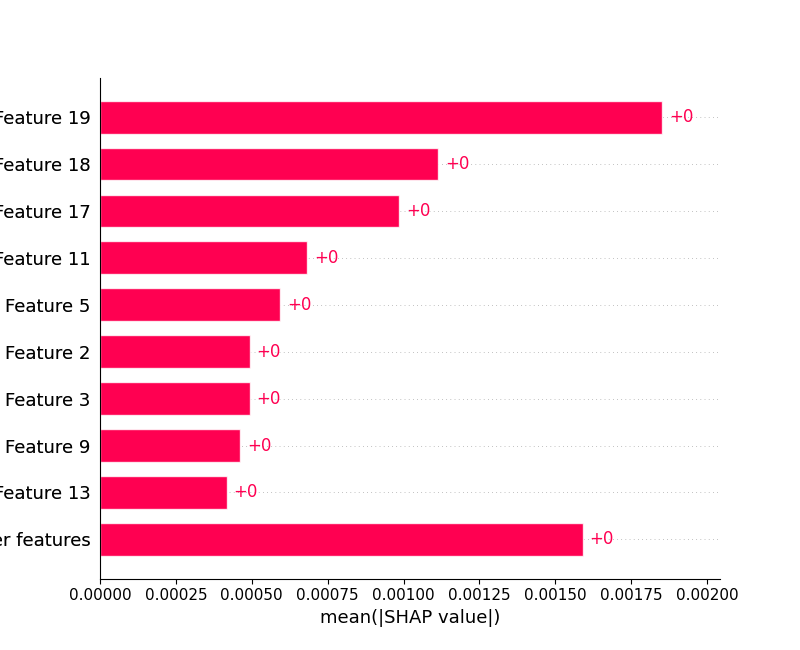 Feature 19 +0
Feature 18 +0
Feature 17 +0
Feature 11 +0
Feature 5 +0
Feature 2 +0
Feature 3 +0
Feature 9 +0
Feature 13 +0
features +0
0.00000 0.00025 0.00050 0.00075 0.00100 0.00125 0.00150 0.00175 0.00200
mean(|SHAP value|)